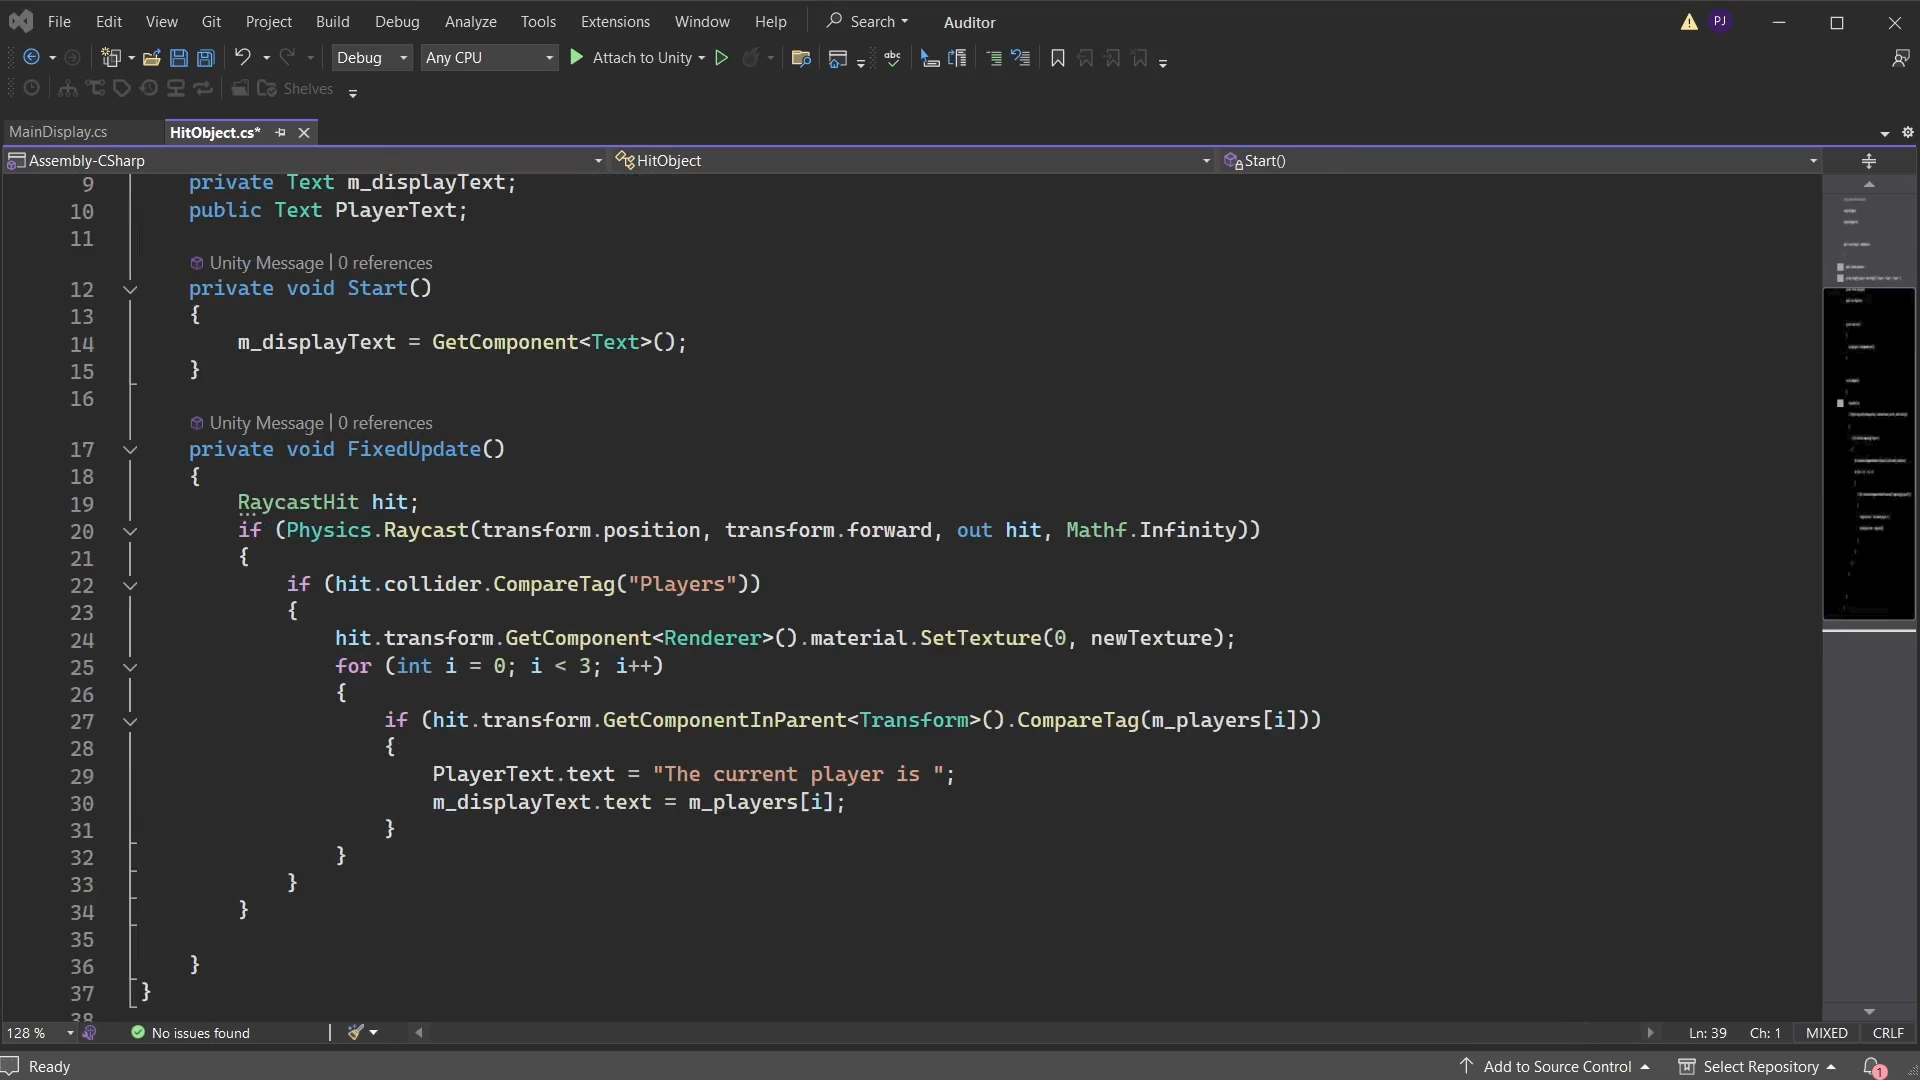 File Edit View Git Project Build Debug Analyze Tools Extensions Window Help Search Auditor PJ
Debug Any CPU Attach to Unity abc
Shelves
MainDisplay.cs HitObject.cs*
Assembly-CSharp HitObject Start()
9 private Text m_displayText;
10 public Text PlayerText;
11
Unity Message | 0 references
12 private void Start()
13 {
14 m_displayText = GetComponent<Text>();
15 }
16
Unity Message | 0 references
17 private void FixedUpdate()
18 {
19 RaycastHit hit;
20 if (Physics.Raycast(transform.position, transform.forward, out hit, Mathf.Infinity))
21 {
22 if (hit.collider.CompareTag("Players"))
23 {
24 hit.transform.GetComponent<Renderer>().material.SetTexture(0, newTexture);
25 for (int i = 0; i < 3; i++)
26 {
27 if (hit.transform.GetComponentInParent<Transform>().CompareTag(m_players[i]))
28 {
29 PlayerText.text = "The current player is ";
30 m_displayText.text = m_players[i];
31 }
32 }
33 }
34 }
35
36 }
37 }
38
128 % No issues found Ln: 39 Ch: 1 MIXED CRLF
Ready Add to Source Control Select Repository 1